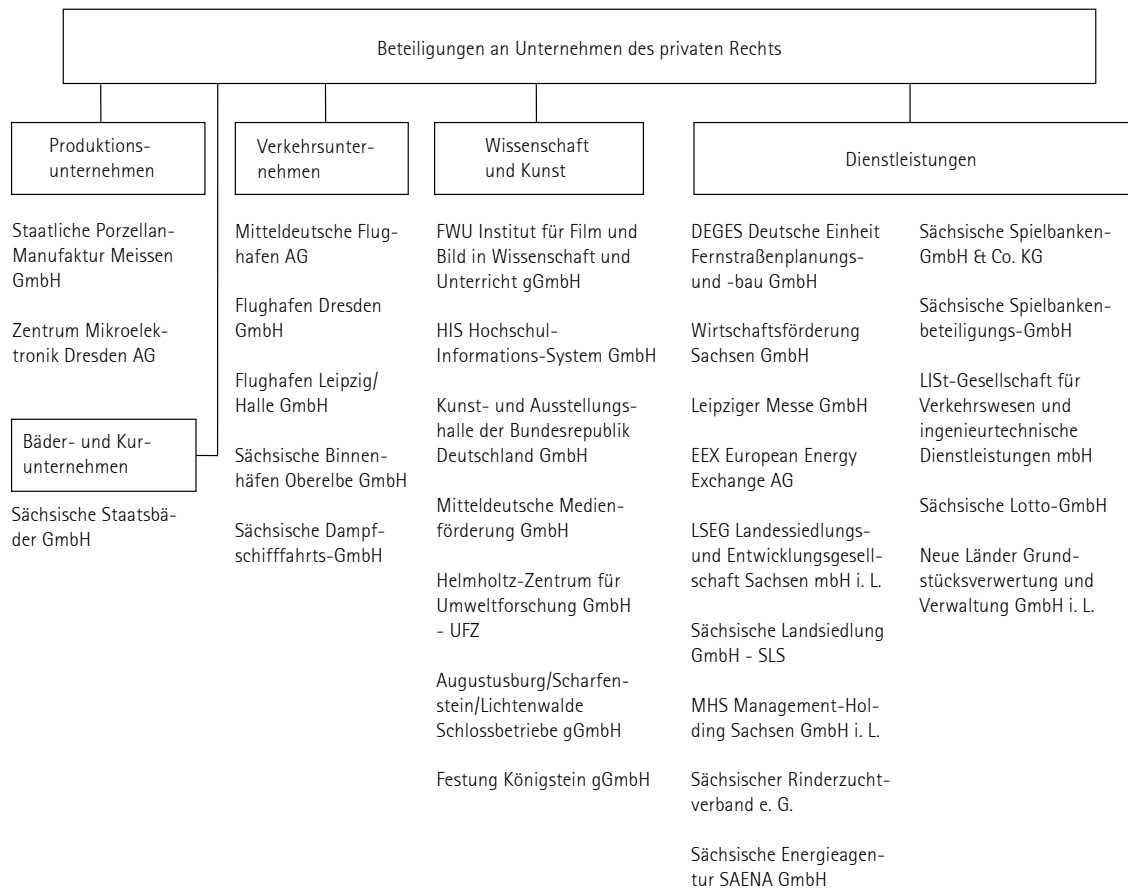 Beteiligungen an Unternehmen des privaten Rechts
Produktions-
unternehmen
Staatliche Porzellan-
Manufaktur Meissen
GmbH
Zentrum Mikroelek-
tronik Dresden AG
Bäder- und Kur-
unternehmen
Sächsische Staatsbä-
der GmbH
Verkehrsunter-
nehmen
Mitteldeutsche Flug-
hafen AG
Flughafen Dresden
GmbH
Flughafen Leipzig/
Halle GmbH
Sächsische Binnen-
häfen Oberelbe GmbH
Sächsische Dampf-
schifffahrts-GmbH
Wissenschaft
und Kunst
FWU Institut für Film und
Bild in Wissenschaft und
Unterricht gGmbH
HIS Hochschul-
Informations-System GmbH
Kunst- und Ausstellungs-
halle der Bundesrepublik
Deutschland GmbH
Mitteldeutsche Medien-
förderung GmbH
Helmholtz-Zentrum für
Umweltforschung GmbH
- UFZ
Augustusburg/Scharfen-
stein/Lichtenwalde
Schlossbetriebe gGmbH
Festung Königstein gGmbH
Dienstleistungen
DEGES Deutsche Einheit
Fernstraßenplanungs-
und -bau GmbH
Wirtschaftsförderung
Sachsen GmbH
Leipziger Messe GmbH
EEX European Energy
Exchange AG
LSEG Landessiedlungs-
und Entwicklungsgesell-
schaft Sachsen mbH i. L.
Sächsische Landsiedlung
GmbH - SLS
MHS Management-Hol-
ding Sachsen GmbH i. L.
Sächsischer Rinderzucht-
verband e. G.
Sächsische Energieagen-
tur SAENA GmbH
Sächsische Spielbanken-
GmbH & Co. KG
Sächsische Spielbanken-
beteiligungs-GmbH
LISt-Gesellschaft für
Verkehrswesen und
ingenieurtechnische
Dienstleistungen mbH
Sächsische Lotto-GmbH
Neue Länder Grund-
stücksverwertung und
Verwaltung GmbH i. L.